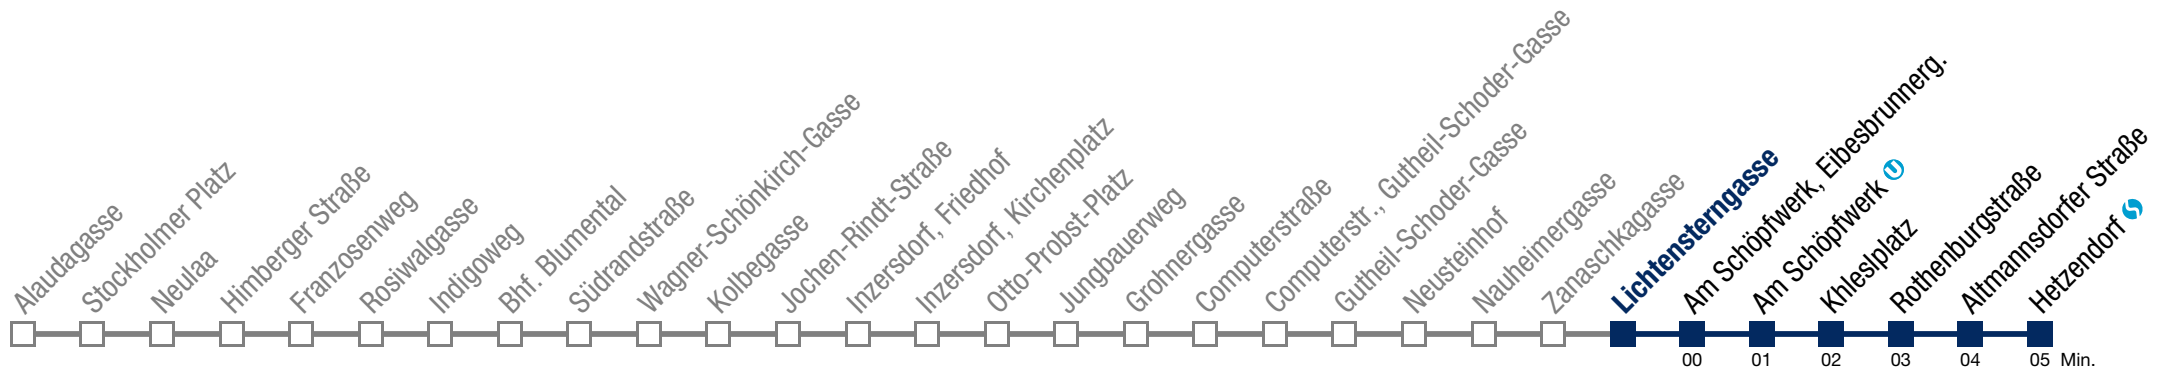 Alaudagasse
Stockholmer Platz
Neulaa
Himberger Straße
Franzosenweg
Rosiwalgasse
Indigoweg
Bhf. Blumental
Südrandstraße
Wagner-Schönkirch-Gasse
Kolbegasse
Jochen-Rindt-Straße
Inzersdorf, Friedhof
Inzersdorf, Kirchenplatz
Otto-Probst-Platz
Jungbauerweg
Grohnergasse
Computerstraße
Computerstr., Gutheil-Schoder-Gasse
Gutheil-Schoder-Gasse
Neusteinhof
Nauheimergasse
Zanaschkagasse
Lichtensterngasse
Am Schöpfwerk, Eibesbrunnerg.
Am Schöpfwerk U
Khleslplatz
Rothenburgstraße
Altmannsdorfer Straße
Hetzendorf S
00 01 02 03 04 05 Min.